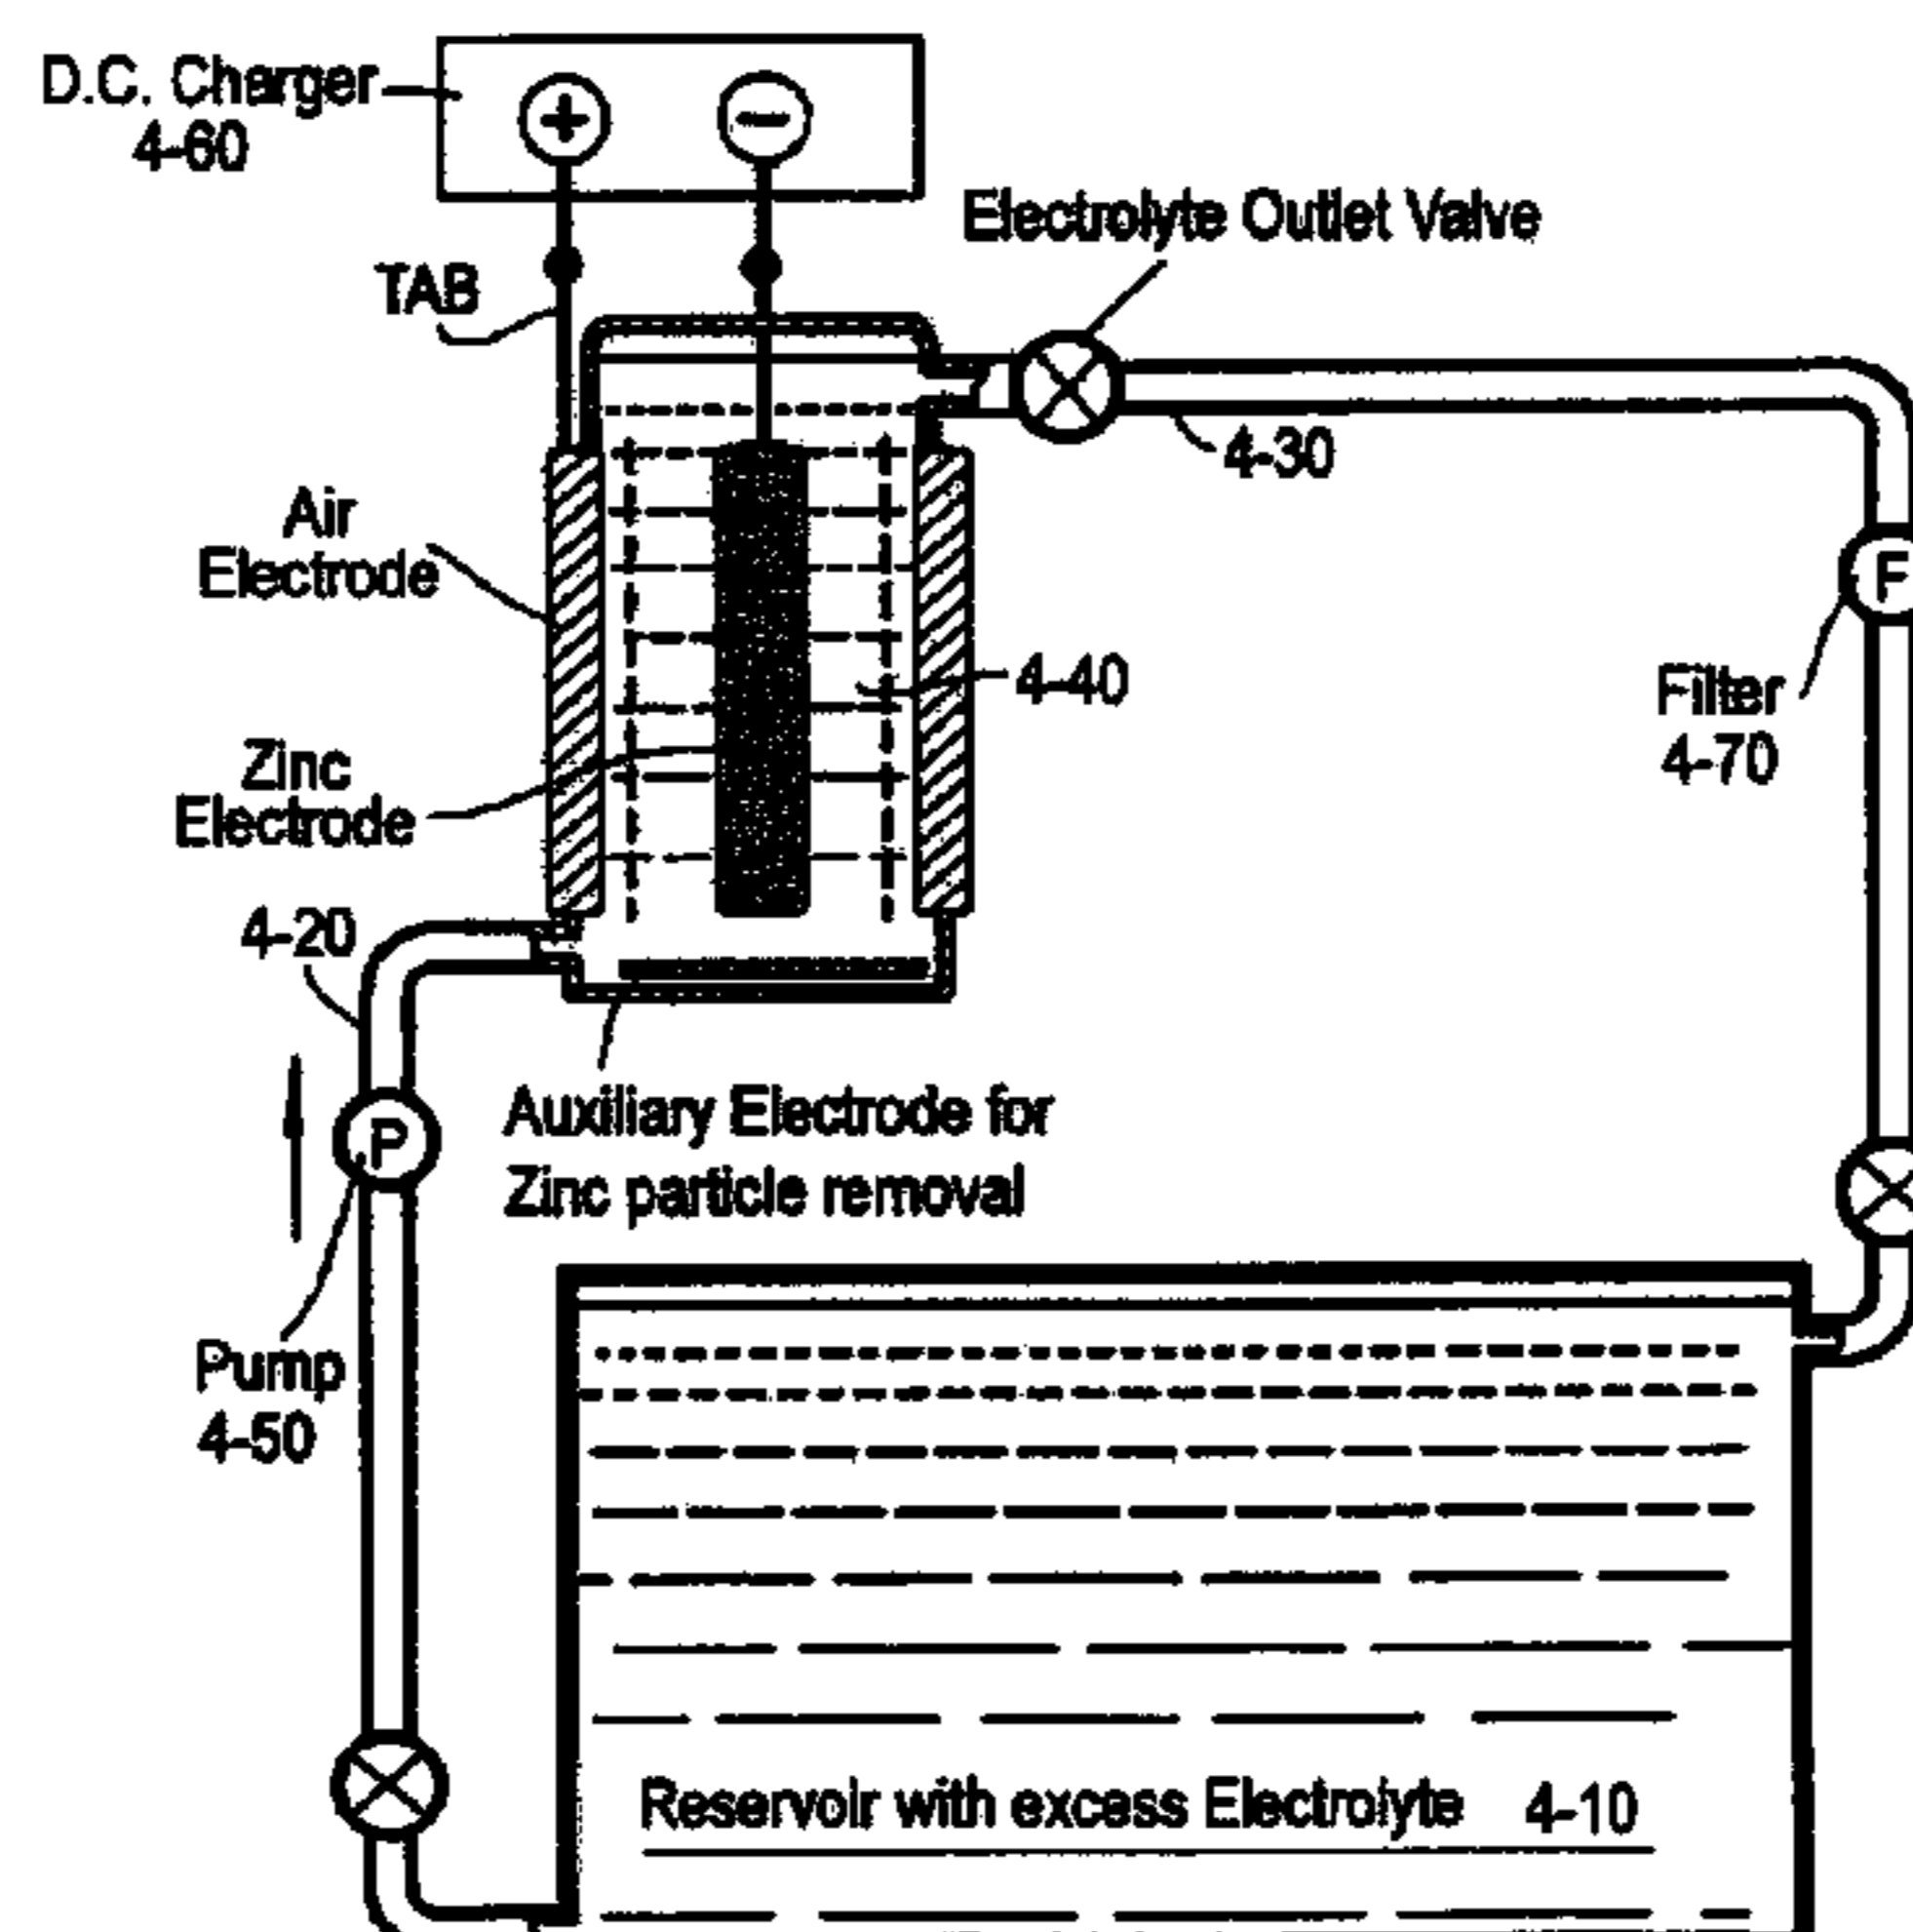 D.C. Charger
4-60
+
−
Electrolyte Outlet Valve
TAB
4-30
Air
Electrode
F
4-40
Filter
4-70
Zinc
Electrode
4-20
Auxiliary Electrode for
Zinc particle removal
P
Pump
4-50
Reservoir with excess Electrolyte 4-10